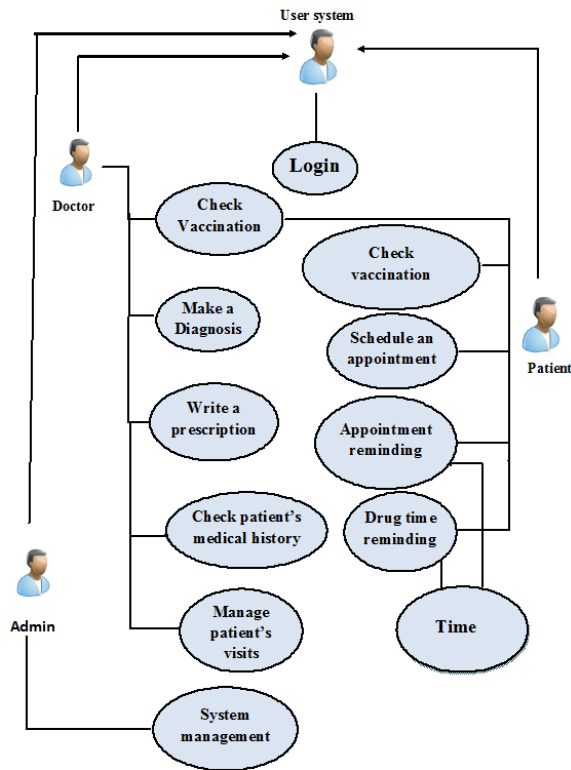 User system
Login
Doctor
Check
Vaccination
Check
vaccination
Make a
Diagnosis
Schedule an
appointment
Patient
Write a
prescription
Appointment
reminding
Check patient's
medical history
Drug time
reminding
Admin
Manage
patient's
visits
Time
System
management